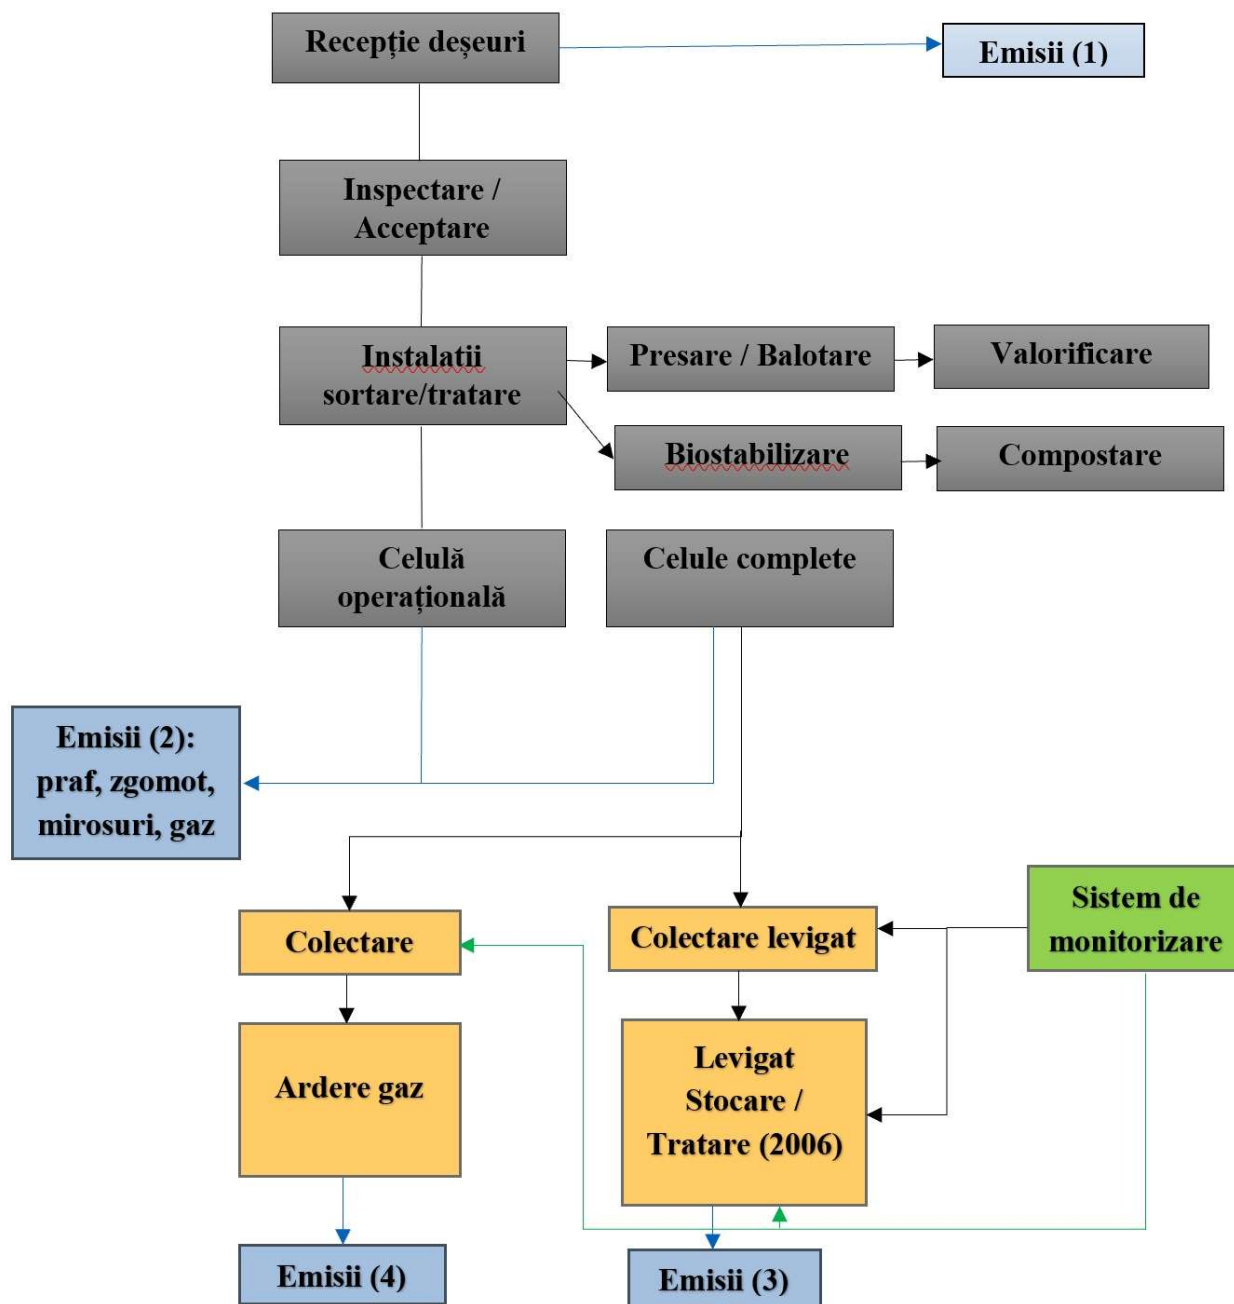 Recepție deșeuri
Emisii (1)
Inspectare /
Acceptare
Instalatii
sortare/tratare
Presare / Balotare
Valorificare
Biostabilizare
Compostare
Celulă
operațională
Celule complete
Emisii (2):
praf, zgomot,
mirosuri, gaz
Colectare
Colectare levigat
Sistem de
monitorizare
Ardere gaz
Levigat
Stocare /
Tratare (2006)
Emisii (4)
Emisii (3)